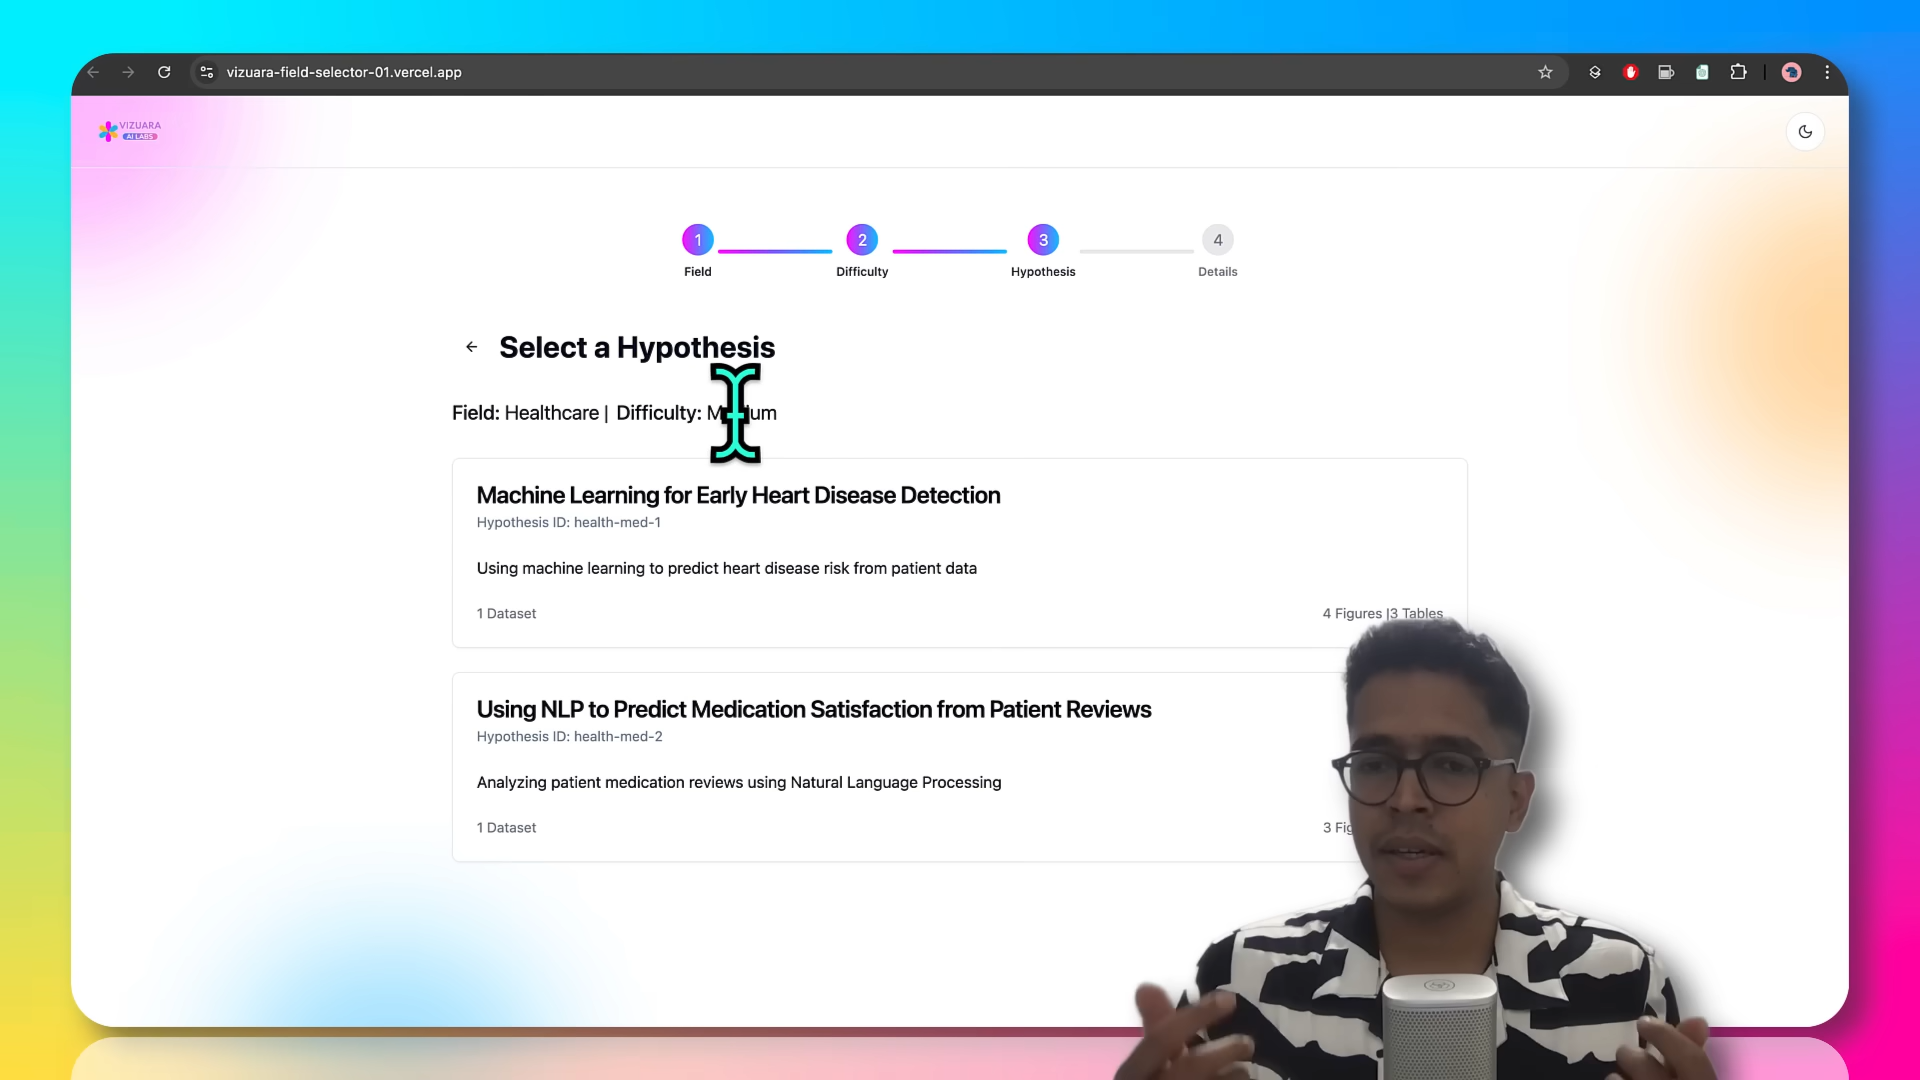 vizuara-field-selector-01.vercel.app
VIZUARA
AI LABS
1
2
3
4
Field
Difficulty
Hypothesis
Details
Select a Hypothesis
Field: Healthcare | Difficulty:
Machine Learning for Early Heart Disease Detection
Hypothesis ID: health-med-1
Using machine learning to predict heart disease risk from patient data
1 Dataset
4 Figures |3 Tables
Using NLP to Predict Medication Satisfaction from Patient Reviews
Hypothesis ID: health-med-2
Analyzing patient medication reviews using Natural Language Processing
1 Dataset
3